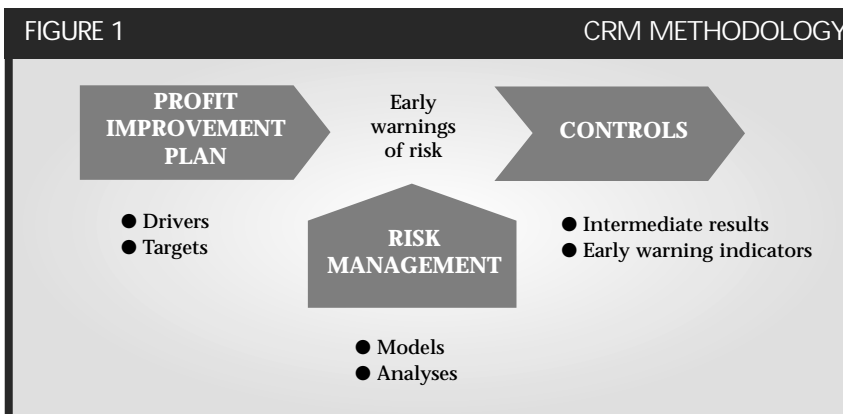 FIGURE 1
CRM METHODOLOGY
PROFIT
IMPROVEMENT
PLAN
Early
warnings
of risk
CONTROLS
● Drivers
● Targets
RISK
MANAGEMENT
● Intermediate results
● Early warning indicators
● Models
● Analyses